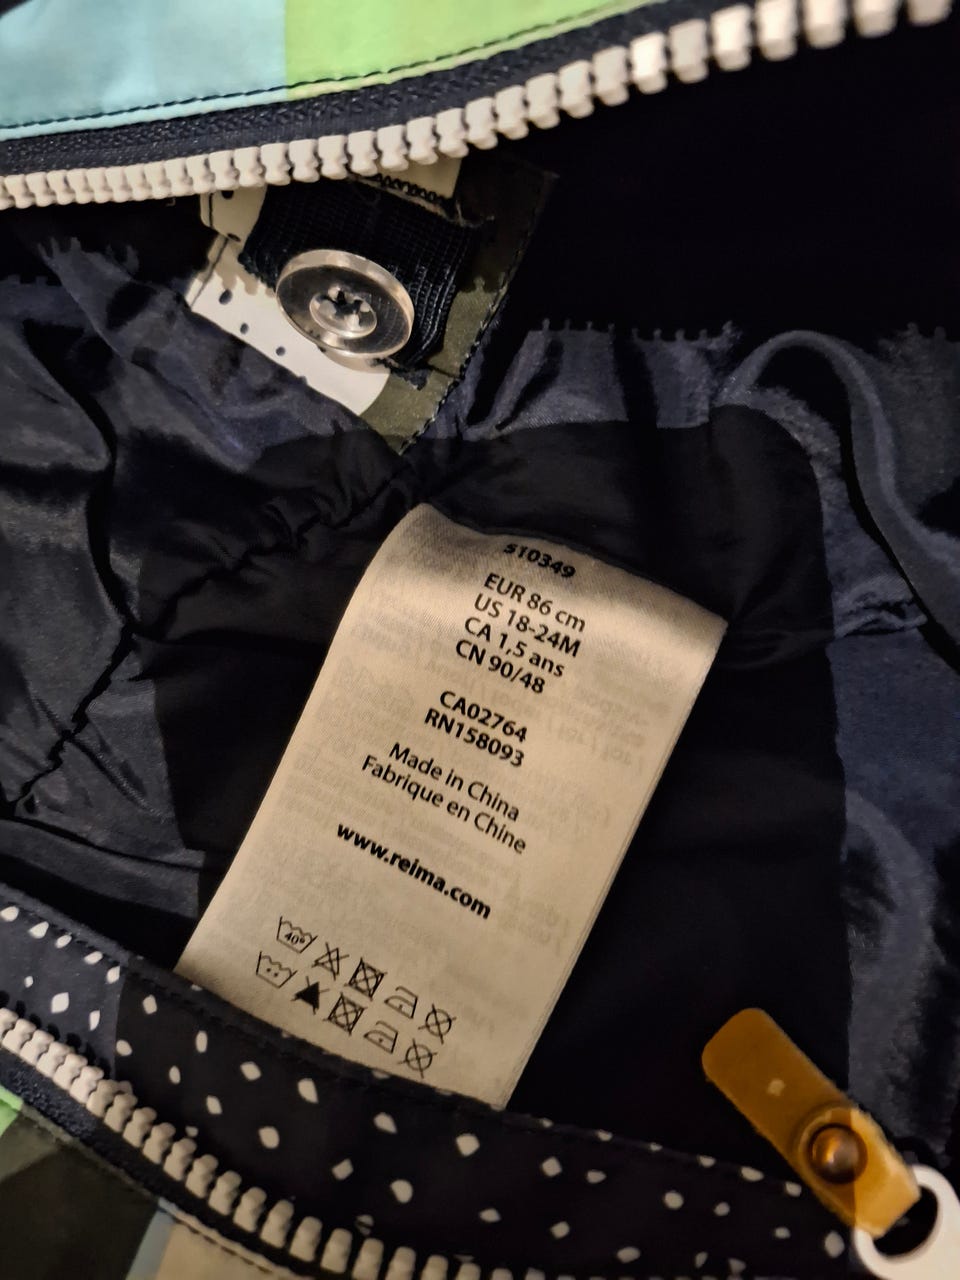 510349
EUR 86 cm
US 18-24M
CA 1,5 ans
CN 90/48
CA02764
RN158093
Made in China
Fabrique en Chine
www.reima.com
40°